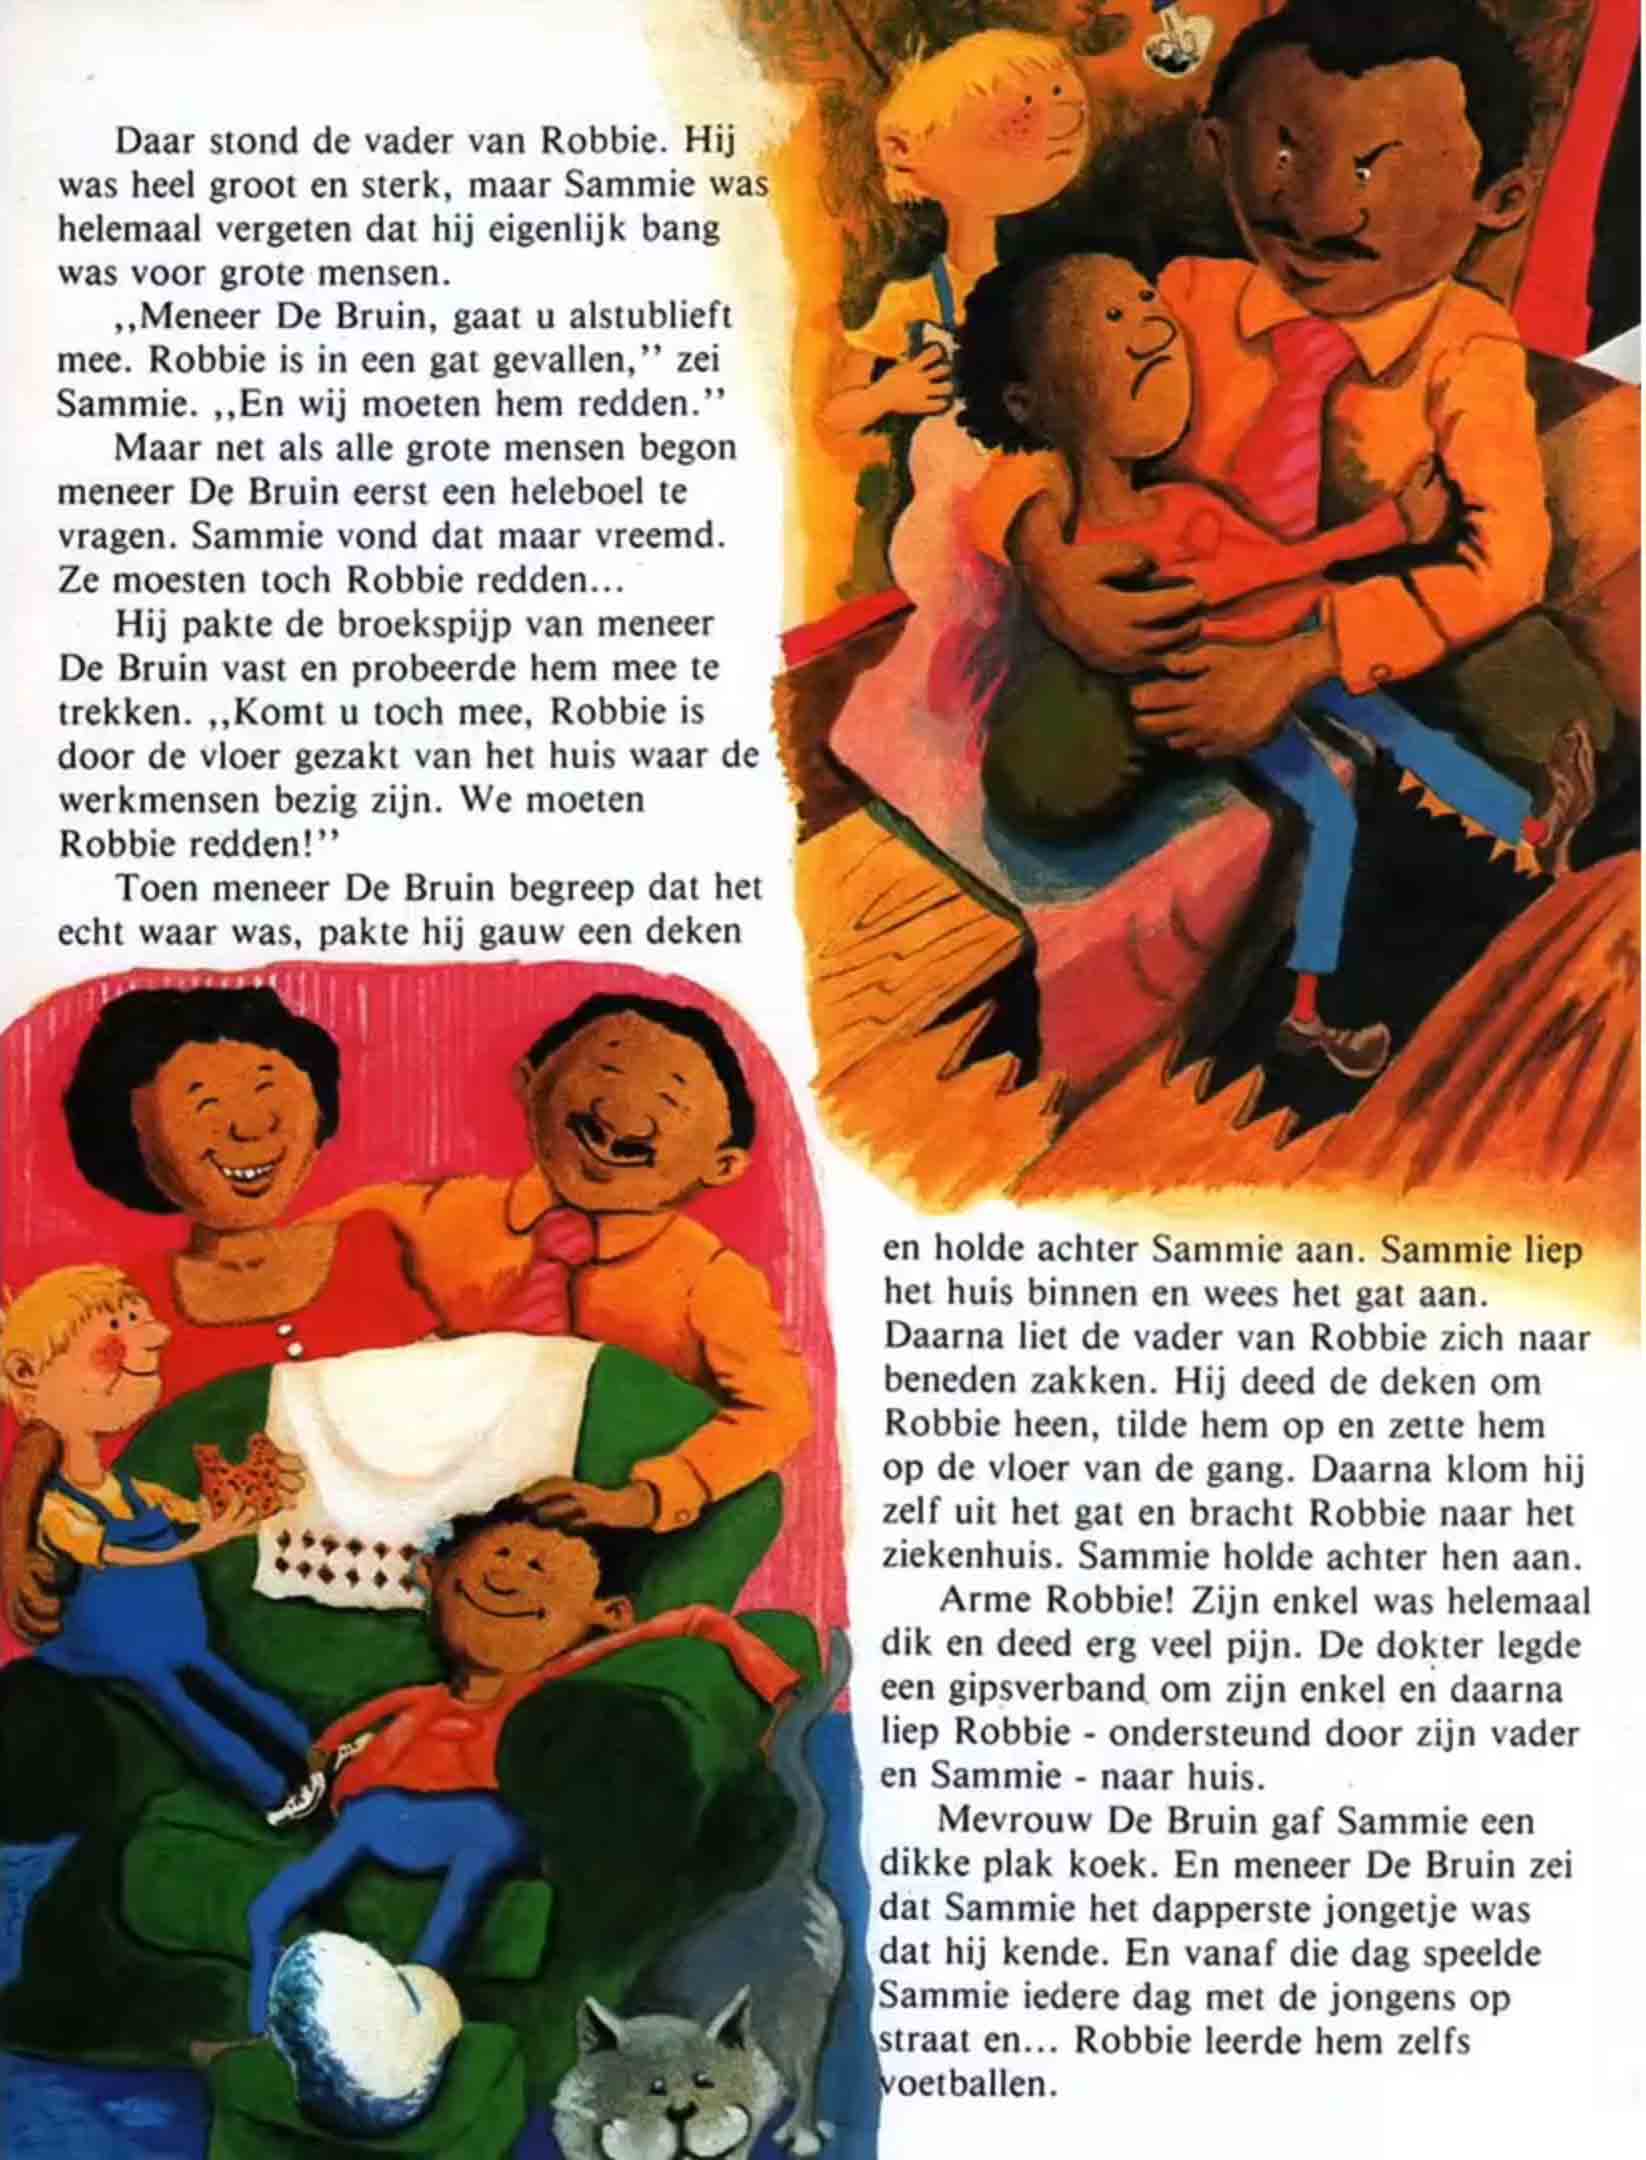 Daar stond de vader van Robbie. Hij
was heel groot en sterk, maar Sammie was
helemaal vergeten dat hij eigenlijk bang
was voor grote mensen.
,,Meneer De Bruin, gaat u alstublieft
mee. Robbie is in een gat gevallen,’’ zei
Sammie. ,,En wij moeten hem redden.’’
Maar net als alle grote mensen begon
meneer De Bruin eerst een heleboel te
vragen. Sammie vond dat maar vreemd.
Ze moesten toch Robbie redden...
Hij pakte de broekspijp van meneer
De Bruin vast en probeerde hem mee te
trekken. ,,Komt u toch mee, Robbie is
door de vloer gezakt van het huis waar de
werkmensen bezig zijn. We moeten
Robbie redden!’’
Toen meneer De Bruin begreep dat het
echt waar was, pakte hij gauw een deken
en holde achter Sammie aan. Sammie liep
het huis binnen en wees het gat aan.
Daarna liet de vader van Robbie zich naar
beneden zakken. Hij deed de deken om
Robbie heen, tilde hem op en zette hem
op de vloer van de gang. Daarna klom hij
zelf uit het gat en bracht Robbie naar het
ziekenhuis. Sammie holde achter hen aan.
Arme Robbie! Zijn enkel was helemaal
dik en deed erg veel pijn. De dokter legde
een gipsverband om zijn enkel en daarna
liep Robbie - ondersteund door zijn vader
en Sammie - naar huis.
Mevrouw De Bruin gaf Sammie een
dikke plak koek. En meneer De Bruin zei
dat Sammie het dapperste jongetje was
dat hij kende. En vanaf die dag speelde
Sammie iedere dag met de jongens op
straat en... Robbie leerde hem zelfs
voetballen.